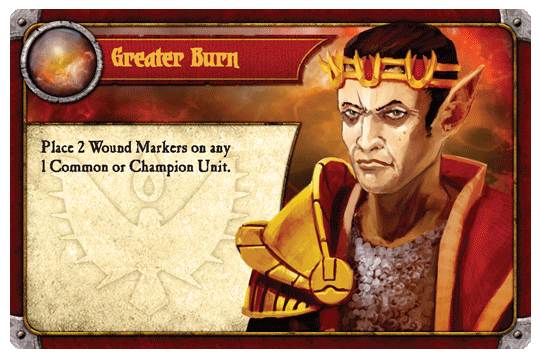 Greater Burn
Place 2 Wound Markers on any
1 Common or Champion Unit.